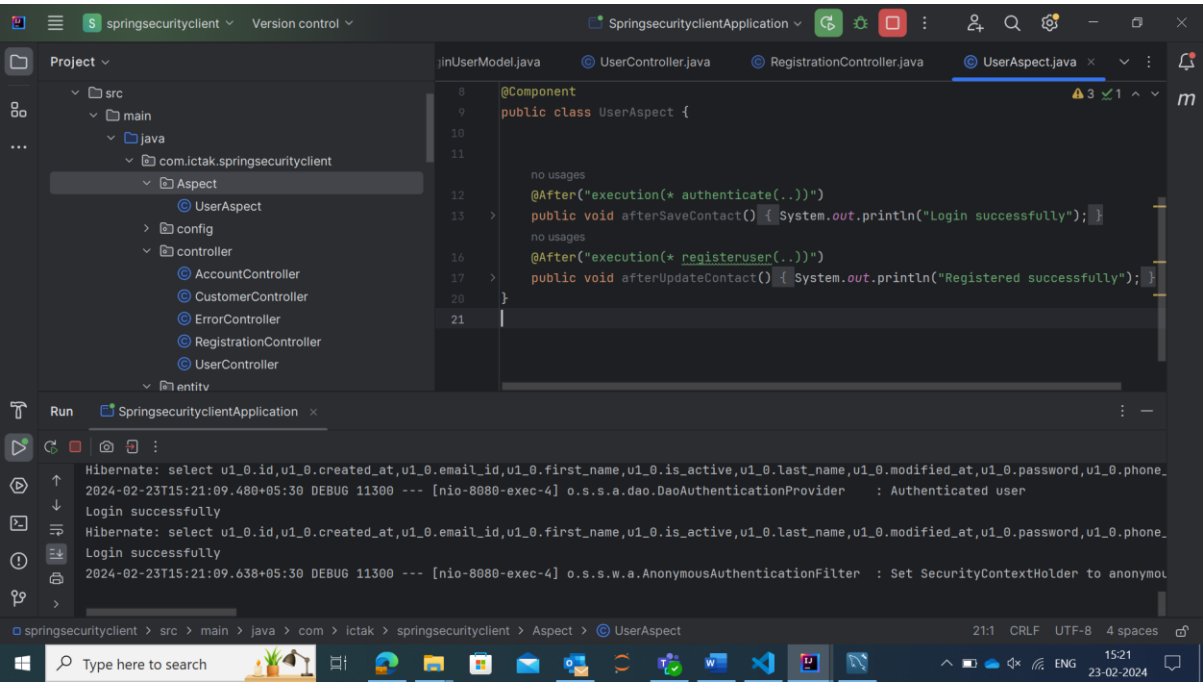 S springsecurityclient Version control SpringsecurityclientApplication
Project
inUserModel.java UserController.java RegistrationController.java UserAspect.java
src
main
java
com.ictak.springsecurityclient
Aspect
UserAspect
config
controller
AccountController
CustomerController
ErrorController
RegistrationController
UserController
entity
8 @Component
3 1
9 public class UserAspect {
10
11
no usages
12 @After("execution(* authenticate(..))")
13 public void afterSaveContact() { System.out.println("Login successfully"); }
no usages
16 @After("execution(* registeruser(..))")
17 public void afterUpdateContact() { System.out.println("Registered successfully"); }
20 }
21
m
Run SpringsecurityclientApplication
Hibernate: select u1_0.id,u1_0.created_at,u1_0.email_id,u1_0.first_name,u1_0.is_active,u1_0.last_name,u1_0.modified_at,u1_0.password,u1_0.phone_
2024-02-23T15:21:09.480+05:30 DEBUG 11300 --- [nio-8080-exec-4] o.s.s.a.dao.DaoAuthenticationProvider : Authenticated user
Login successfully
Hibernate: select u1_0.id,u1_0.created_at,u1_0.email_id,u1_0.first_name,u1_0.is_active,u1_0.last_name,u1_0.modified_at,u1_0.password,u1_0.phone_
Login successfully
2024-02-23T15:21:09.638+05:30 DEBUG 11300 --- [nio-8080-exec-4] o.s.s.w.a.AnonymousAuthenticationFilter : Set SecurityContextHolder to anonymou
springsecurityclient > src > main > java > com > ictak > springsecurityclient > Aspect > UserAspect 21:1 CRLF UTF-8 4 spaces
Type here to search ENG 15:21
23-02-2024